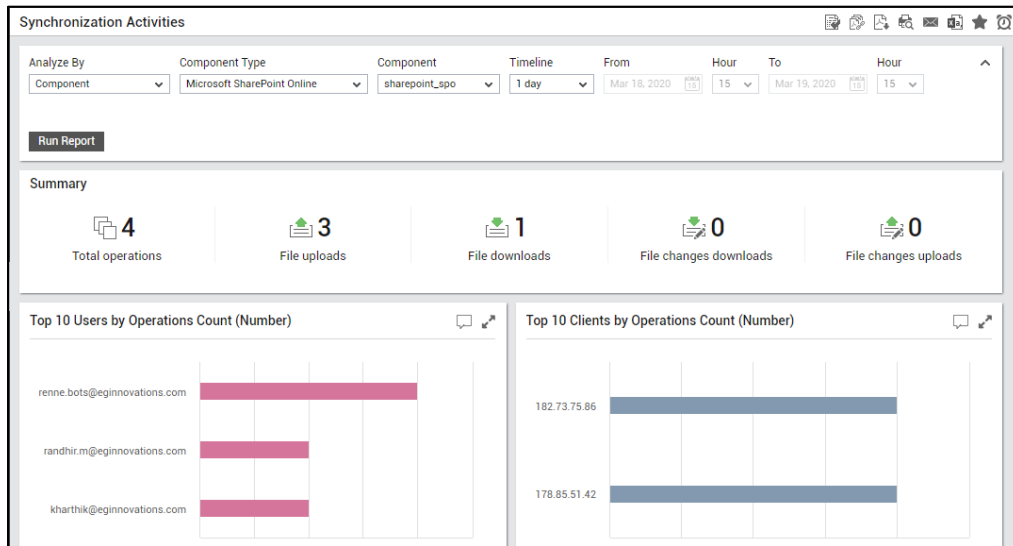 Synchronization Activities
Analyze By Component Type Component Timeline From Hour To Hour
Component Microsoft SharePoint Online sharepoint_spo 1 day Mar 18, 2020 15 Mar 19, 2020 15
Run Report
Summary
4 3 1 0 0
Total operations File uploads File downloads File changes downloads File changes uploads
Top 10 Users by Operations Count (Number)
renne.bots@eginnovations.com
randhir.m@eginnovations.com
kharthik@eginnovations.com
Top 10 Clients by Operations Count (Number)
182.73.75.86
178.85.51.42